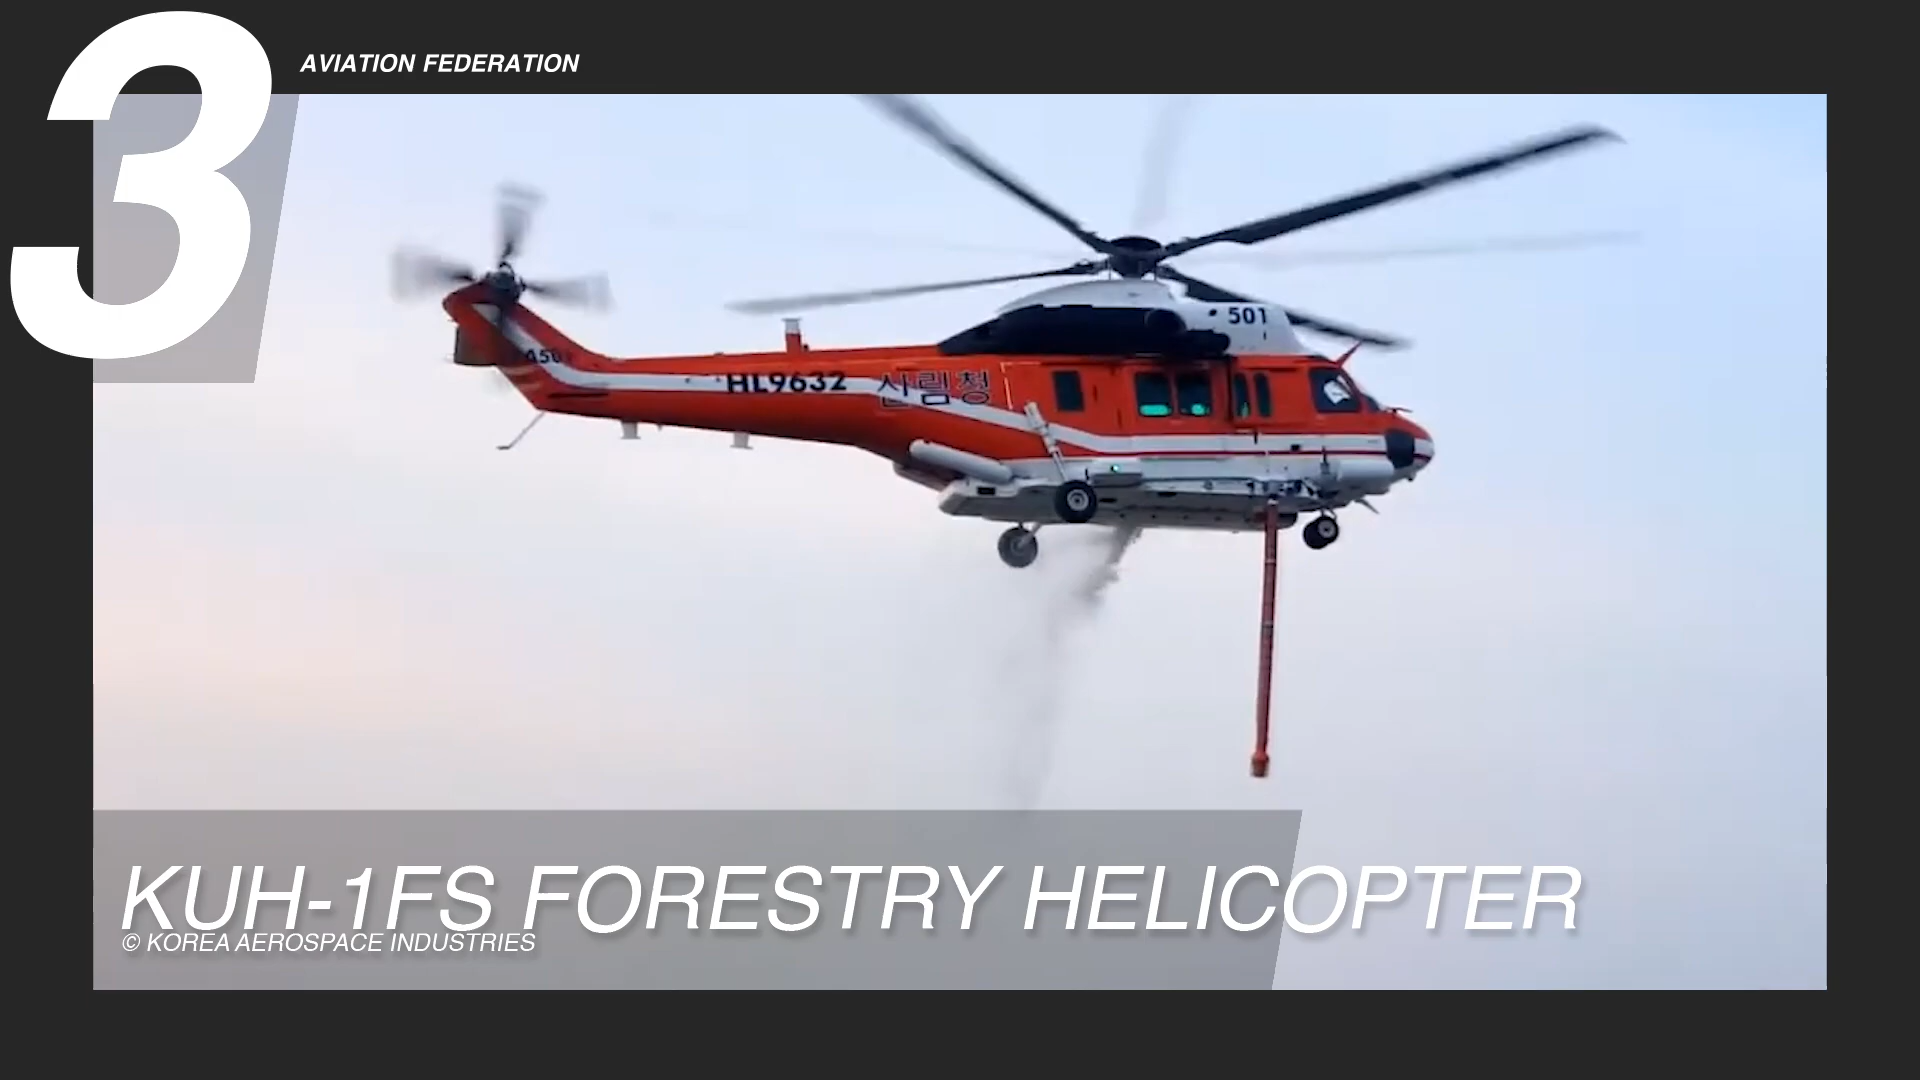 3
AVIATION FEDERATION
501
HL9632 산림청
KUH-1FS FORESTRY HELICOPTER
© KOREA AEROSPACE INDUSTRIES